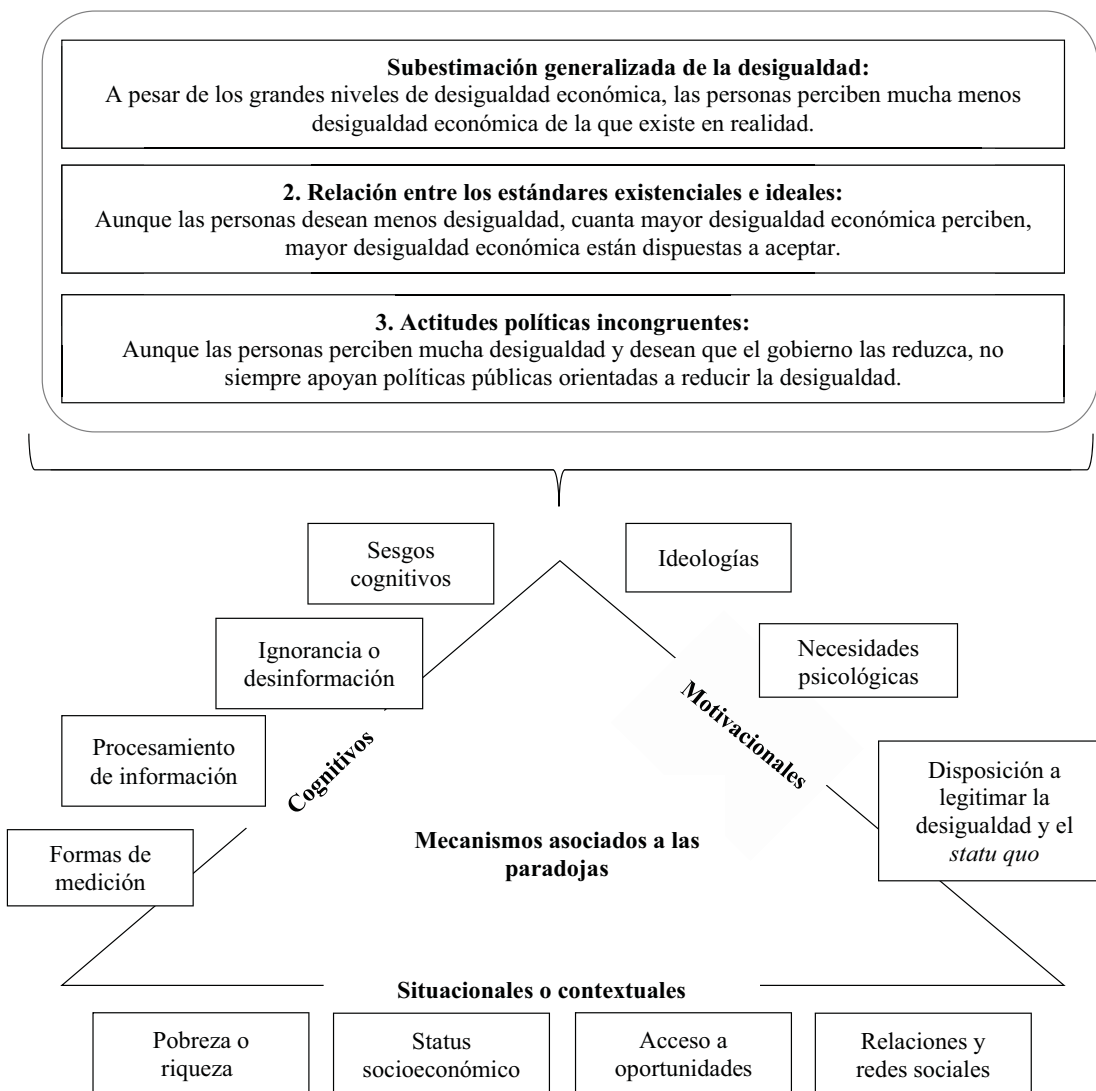 Subestimación generalizada de la desigualdad:
A pesar de los grandes niveles de desigualdad económica, las personas perciben mucha menos
desigualdad económica de la que existe en realidad.
2. Relación entre los estándares existenciales e ideales:
Aunque las personas desean menos desigualdad, cuanta mayor desigualdad económica perciben,
mayor desigualdad económica están dispuestas a aceptar.
3. Actitudes políticas incongruentes:
Aunque las personas perciben mucha desigualdad y desean que el gobierno las reduzca, no
siempre apoyan políticas públicas orientadas a reducir la desigualdad.
Sesgos
cognitivos
Ideologías
Ignorancia o
desinformación
Necesidades
psicológicas
Procesamiento
de información
Cognitivos
Motivacionales
Disposición a
legitimar la
desigualdad y el
statu quo
Formas de
medición
Mecanismos asociados a las
paradojas
Situacionales o contextuales
Pobreza o
riqueza
Status
socioeconómico
Acceso a
oportunidades
Relaciones y
redes sociales